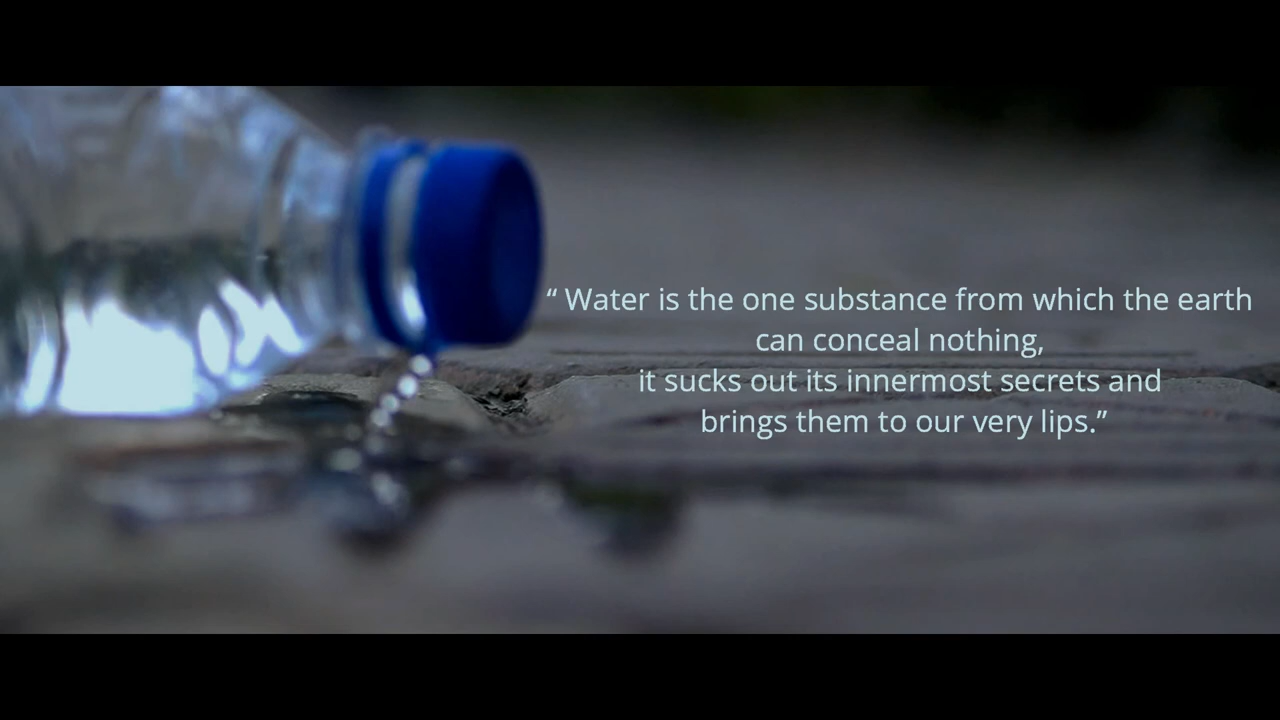 “ Water is the one substance from which the earth
can conceal nothing,
it sucks out its innermost secrets and
brings them to our very lips.”